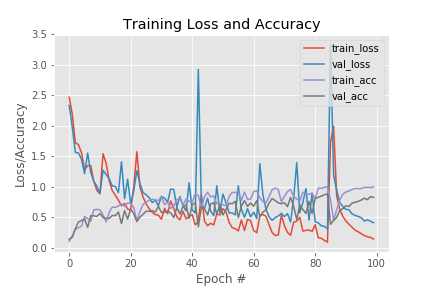 Training Loss and Accuracy
3.5
3.0
2.5
2.0
1.5
1.0
0.5
0.0
Loss/Accuracy
train_loss
val_loss
train_acc
val_acc
0 20 40 60 80 100
Epoch #